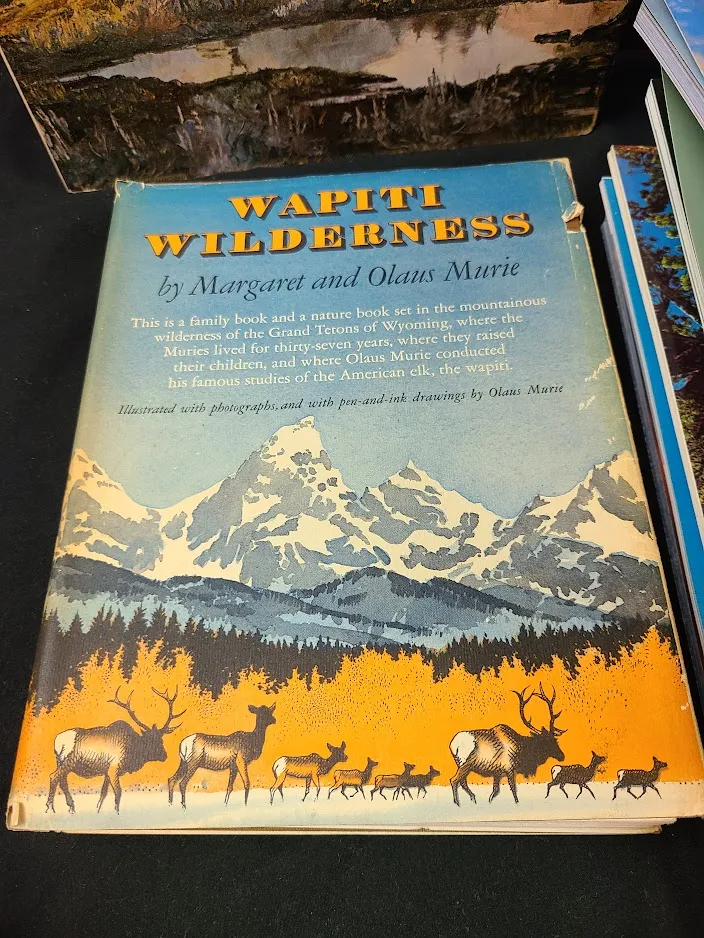 WAPITI
WILDERNESS
by Margaret and Olaus Murie
This is a family book and a nature book set in the mountainous
wilderness of the Grand Tetons of Wyoming, where the
Muries lived for thirty-seven years, where they raised
their children, and where Olaus Murie conducted
his famous studies of the American elk, the wapiti.
Illustrated with photographs, and with pen-and-ink drawings by Olaus Murie